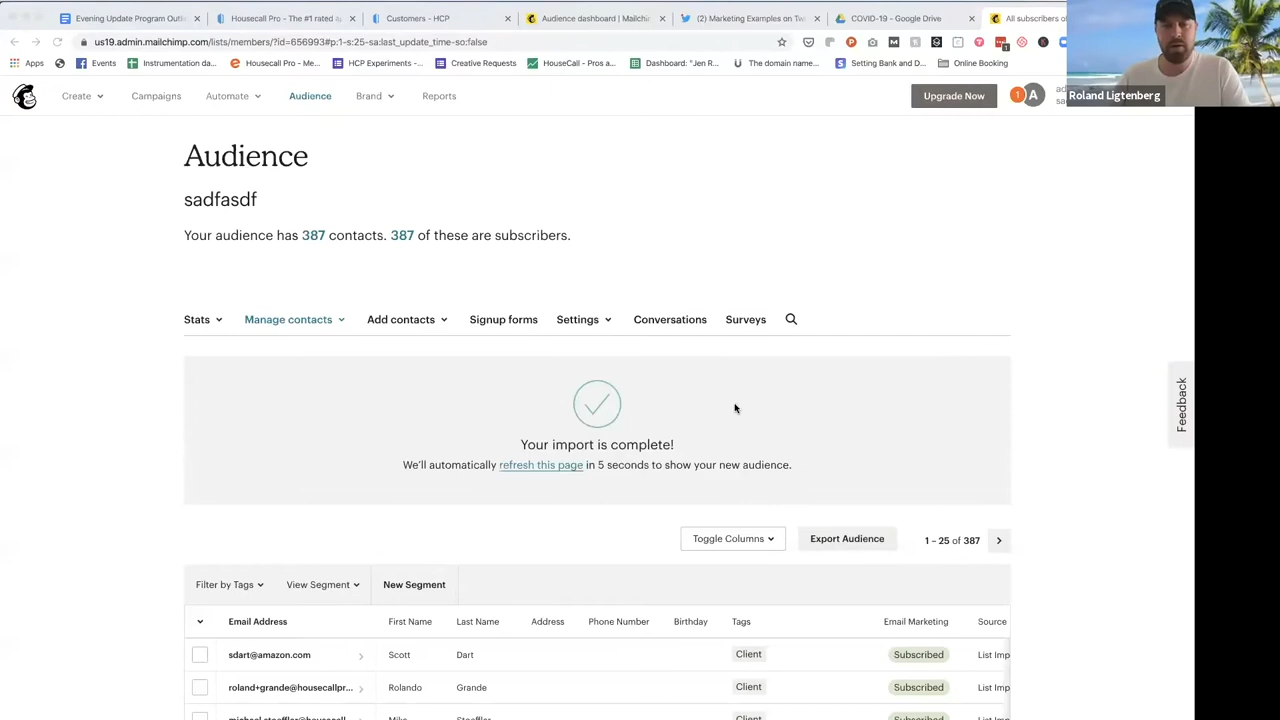 Evening Update Program Outli
Housecall Pro - The #1 rated a
Customers - HCP
Audience dashboard | Mailchi
(2) Marketing Examples on Tw
COVID-19 - Google Drive
All subscribers of
us19.admin.mailchimp.com/lists/members/?id=656993#p:1-s:25-sa:last_update_time-so:false
Apps
Events
Instrumentation da...
Housecall Pro - Me...
HCP Experiments -...
Creative Requests
HouseCall - Pros a...
Dashboard: "Jen R...
The domain name...
Setting Bank and D...
Online Booking
Create
Campaigns
Automate
Audience
Brand
Reports
Upgrade Now
1
A
Roland Ligtenberg
Audience
sadfasdf
Your audience has 387 contacts. 387 of these are subscribers.
Stats
Manage contacts
Add contacts
Signup forms
Settings
Conversations
Surveys
Your import is complete!
We'll automatically refresh this page in 5 seconds to show your new audience.
Feedback
Toggle Columns
Export Audience
1 – 25 of 387
Filter by Tags
View Segment
New Segment
Email Address
First Name
Last Name
Address
Phone Number
Birthday
Tags
Email Marketing
Source
sdart@amazon.com
Scott
Dart
Client
Subscribed
List Imp
roland+grande@housecallpr...
Rolando
Grande
Client
Subscribed
List Imp